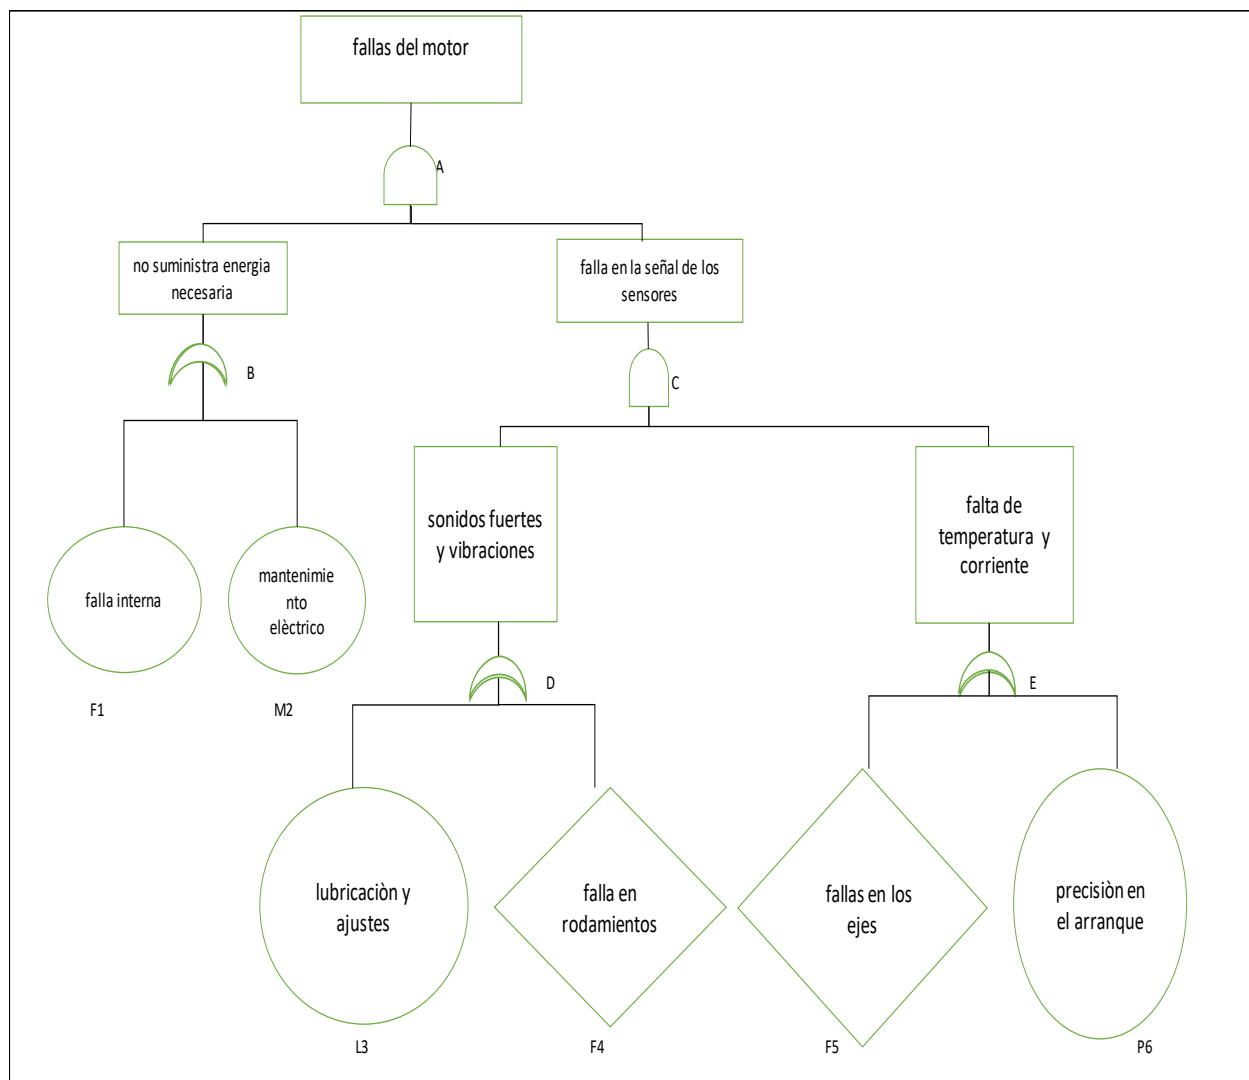 fallas del motor
A
no suministra energia
necesaria
falla en la señal de los
sensores
B
C
sonidos fuertes
y vibraciones
falta de
temperatura y
corriente
falla interna
mantenimie
nto
elèctrico
F1
M2
D
E
lubricaciòn y
ajustes
falla en
rodamientos
fallas en los
ejes
precisiòn en
el arranque
L3
F4
F5
P6